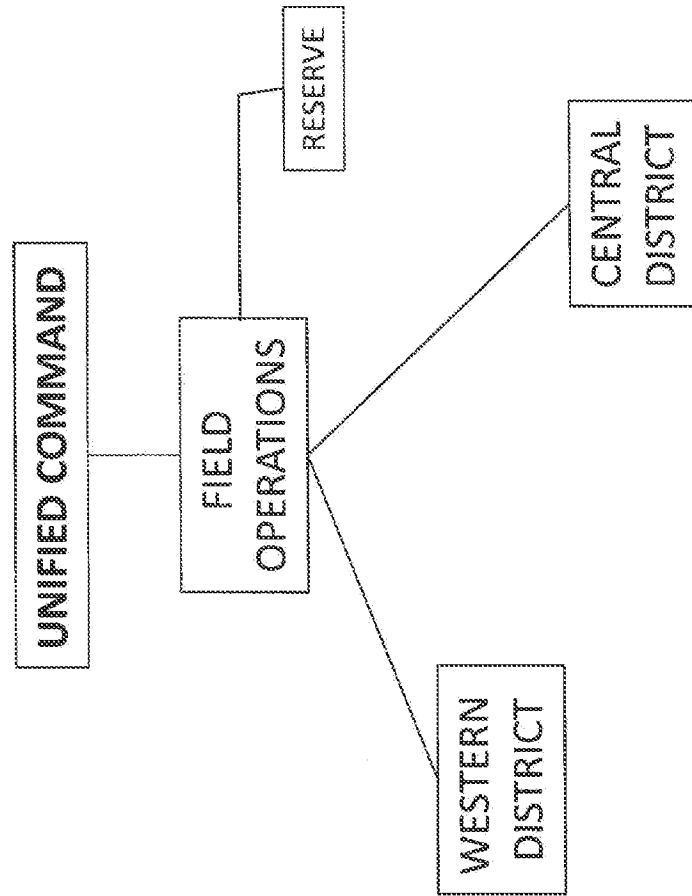 UNIFIED COMMAND
FIELD
OPERATIONS
RESERVE
WESTERN
DISTRICT
CENTRAL
DISTRICT